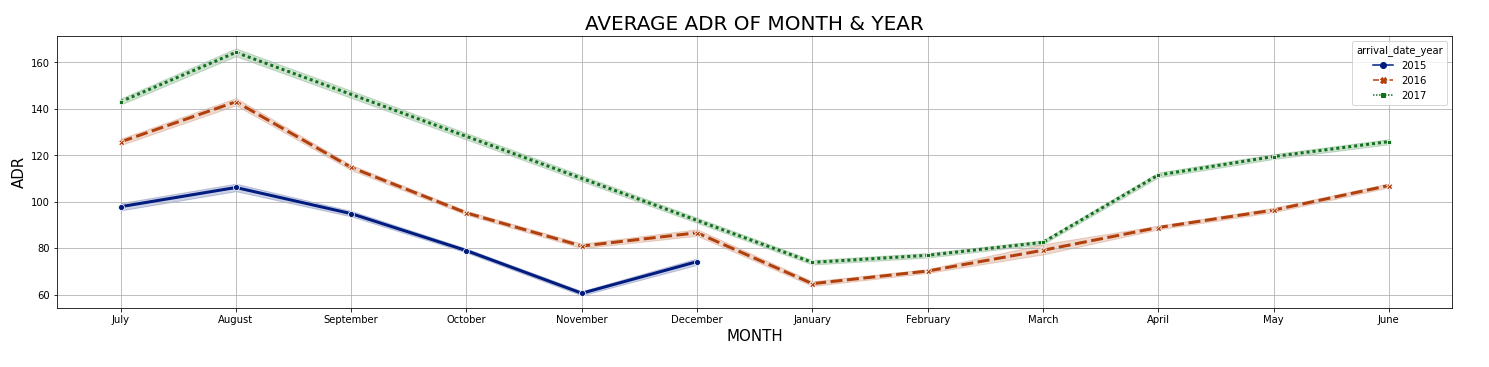 AVERAGE ADR OF MONTH & YEAR
arrival_date_year
2015
2016
2017
160
140
120
100
80
60
ADR
July August September October November December January February March April May June
MONTH